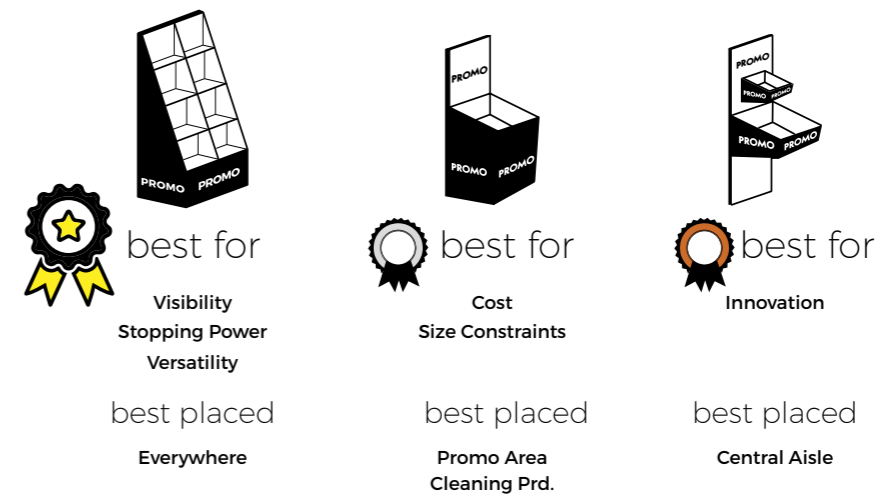 PROMO PROMO
best for
Visibility
Stopping Power
Versatility
best placed
Everywhere
PROMO
PROMO PROMO
best for
Cost
Size Constraints
best placed
Promo Area
Cleaning Prd.
PROMO
PROMO PROMO
PROMO PROMO
best for
Innovation
best placed
Central Aisle